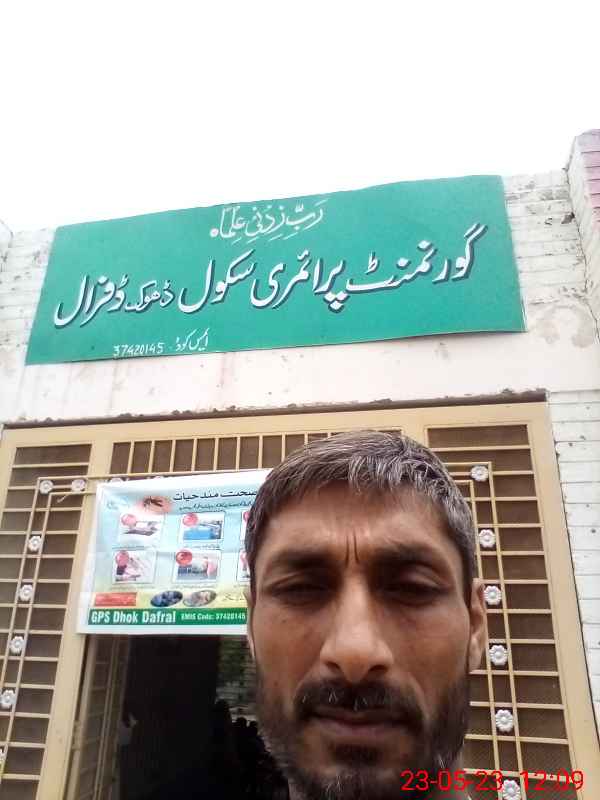 رَبِّ زِدْنِي عِلْمًا
گورنمنٹ پرائمری سکول ڈھوک ڈفرال
ایمس کوڈ. 37420145
صحت مند حیات
GPS Dhok Dafral EMIS Code: 37420145
23-05-23 12:09